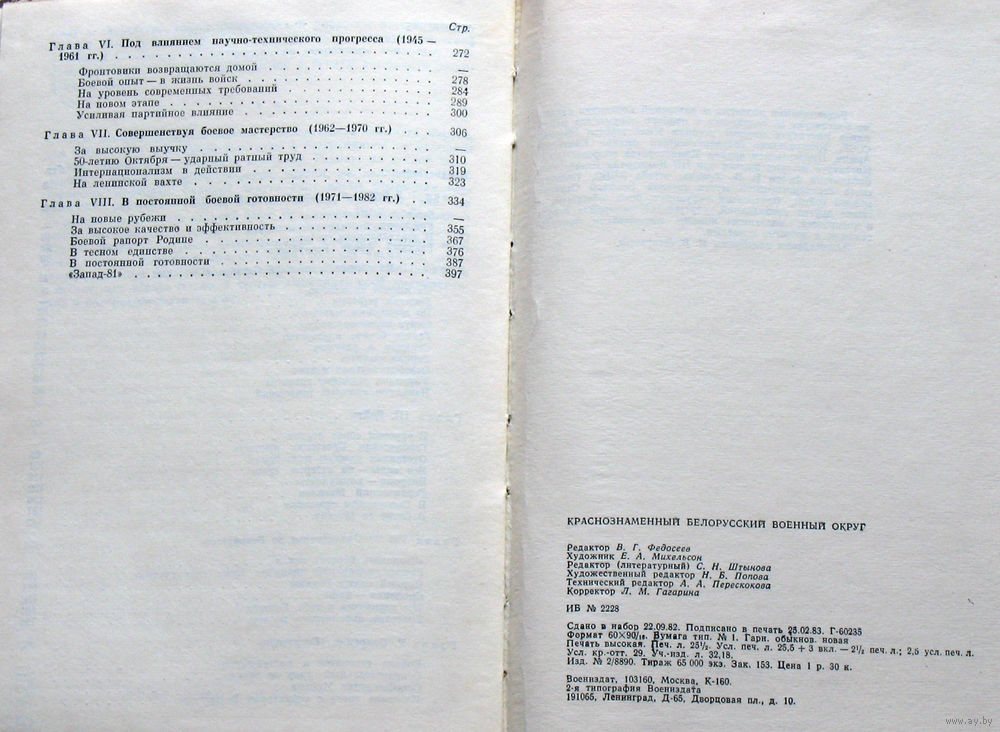 Стр.
Глава VI. Под влиянием научно-технического прогресса (1945—
1961 гг.) . . . . . . . . . . . . . . . . . . . . 272
Фронтовики возвращаются домой . . . . . . . . . . —
Боевой опыт — в жизнь войск . . . . . . . . . . 278
На уровень современных требований . . . . . . . . 284
На новом этапе . . . . . . . . . . . . . . . . 289
Усиливая партийное влияние . . . . . . . . . . . 300
Глава VII. Совершенствуя боевое мастерство (1962—1970 гг.) . . . 306
За высокую выучку . . . . . . . . . . . . . . . —
50-летию Октября — ударный ратный труд . . . . . . 310
Интернационализм в действии . . . . . . . . . . . 319
На ленинской вахте . . . . . . . . . . . . . . . 323
Глава VIII. В постоянной боевой готовности (1971—1982 гг.) . . 334
На новые рубежи . . . . . . . . . . . . . . . . —
За высокое качество и эффективность . . . . . . . . 355
Боевой рапорт Родине . . . . . . . . . . . . . . 367
В тесном единстве . . . . . . . . . . . . . . . 376
В постоянной готовности . . . . . . . . . . . . . 387
«Запад-81» . . . . . . . . . . . . . . . . . . 397
КРАСНОЗНАМЕННЫЙ БЕЛОРУССКИЙ ВОЕННЫЙ ОКРУГ
Редактор В. Г. Федосеев
Художник Е. А. Михельсон
Редактор (литературный) С. Н. Штынова
Художественный редактор Н. Б. Попова
Технический редактор А. А. Перескокова
Корректор Л. М. Гагарина
ИБ № 2228
Сдано в набор 22.09.82. Подписано в печать 25.02.83. Г-60235
Формат 60×90/16. Бумага тип. № 1. Гарн. обыкнов. новая
Печать высокая. Печ. л. 25½. Усл. печ. л. 25,5 + 3 вкл. — 2½ печ. л.; 2,5 усл. печ. л.
Усл. кр.-отт. 29. Уч.-изд. л. 32,18.
Изд. № 2/8890. Тираж 65 000 экз. Зак. 153. Цена 1 р. 30 к.
Воениздат, 103160, Москва, К-160.
2-я типография Воениздата
191065, Ленинград, Д-65, Дворцовая пл., д. 10.
www.ay.by